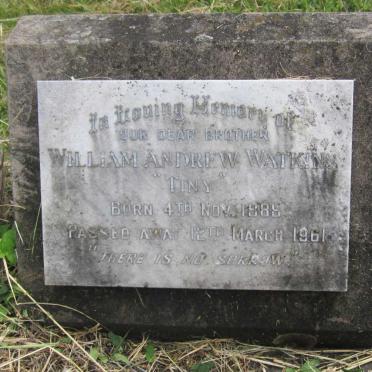 In Loving Memory of
OUR DEAR BROTHER
WILLIAM ANDREW WATKINS
"TINY"
BORN 4TH NOV. 1885
PASSED AWAY 12TH MARCH 1961
"THERE IS NO SORROW"